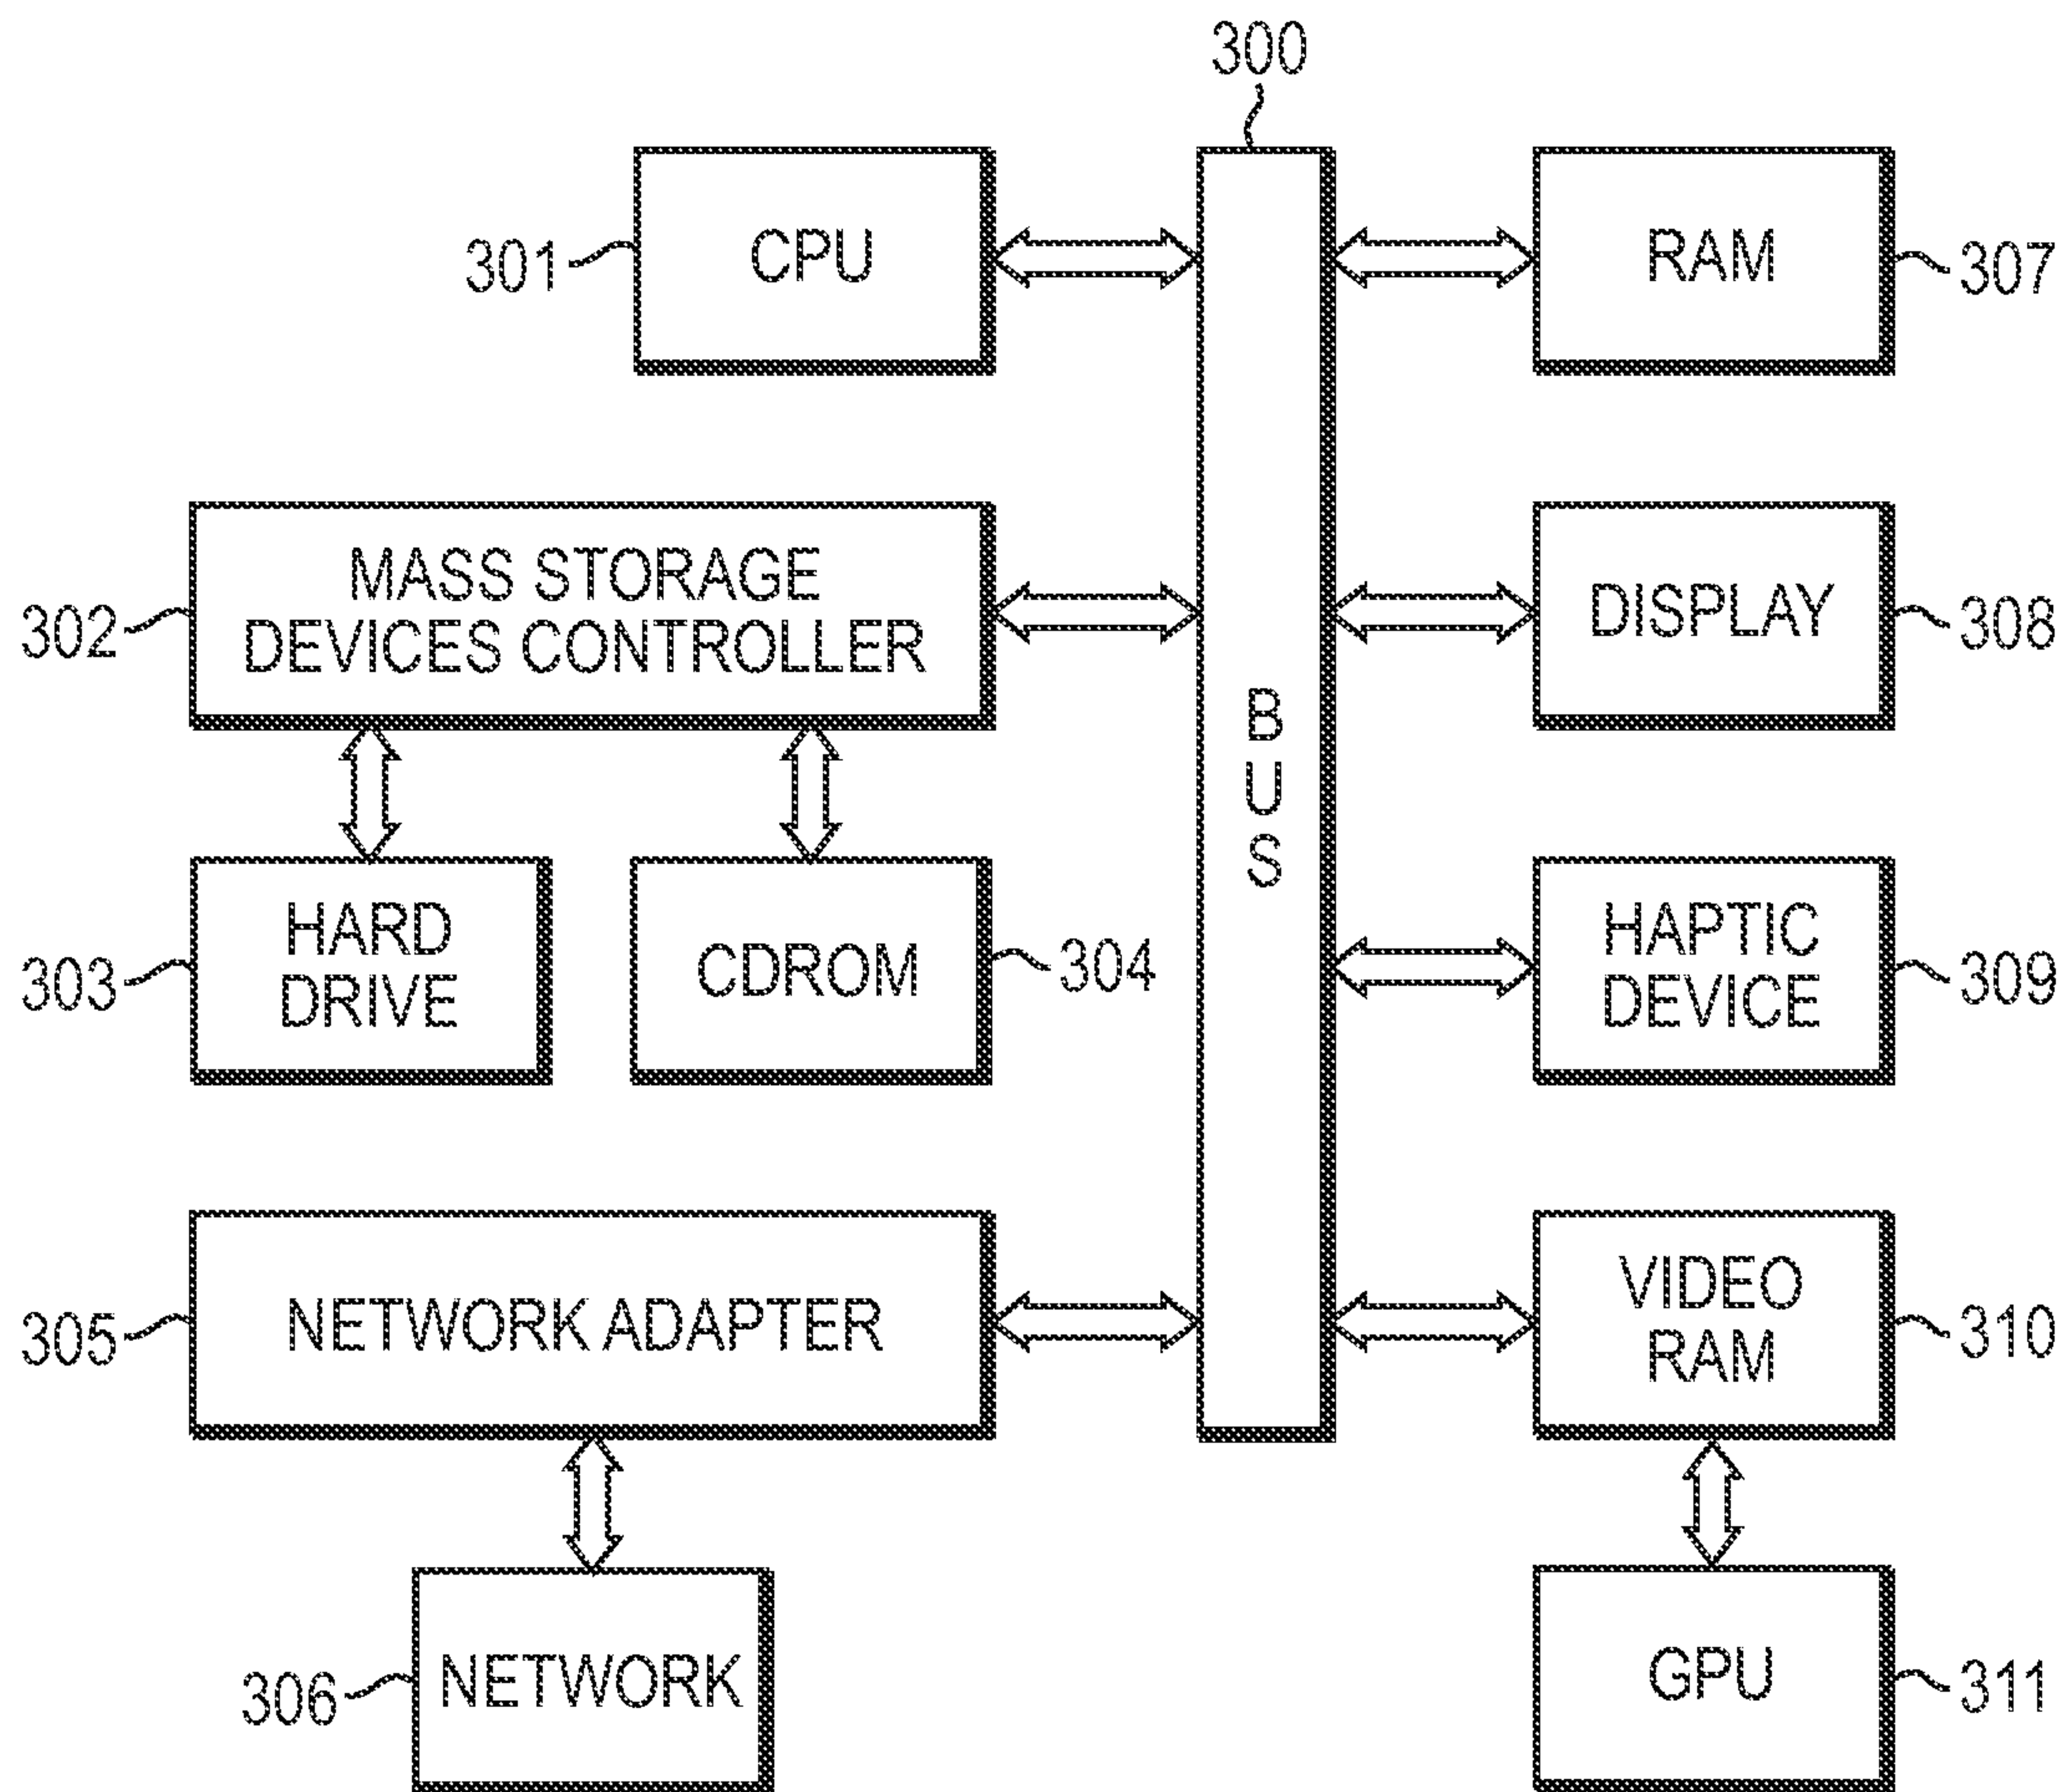 300
CPU
301
RAM
307
MASS STORAGE
DEVICES CONTROLLER
302
DISPLAY
308
BUS
HARD
DRIVE
303
CDROM
304
HAPTIC
DEVICE
309
NETWORK ADAPTER
305
VIDEO
RAM
310
NETWORK
306
GPU
311